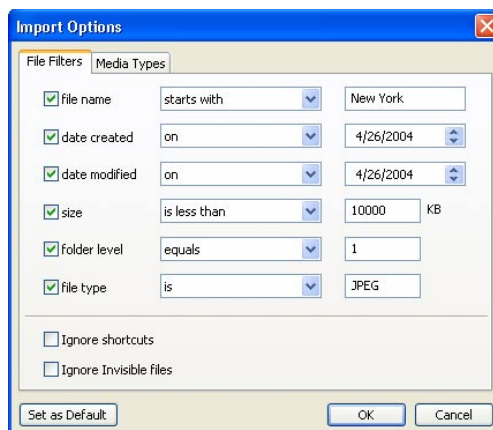 Import Options
File Filters Media Types
file name starts with New York
date created on 4/26/2004
date modified on 4/26/2004
size is less than 10000 KB
folder level equals 1
file type is JPEG
Ignore shortcuts
Ignore Invisible files
Set as Default OK Cancel